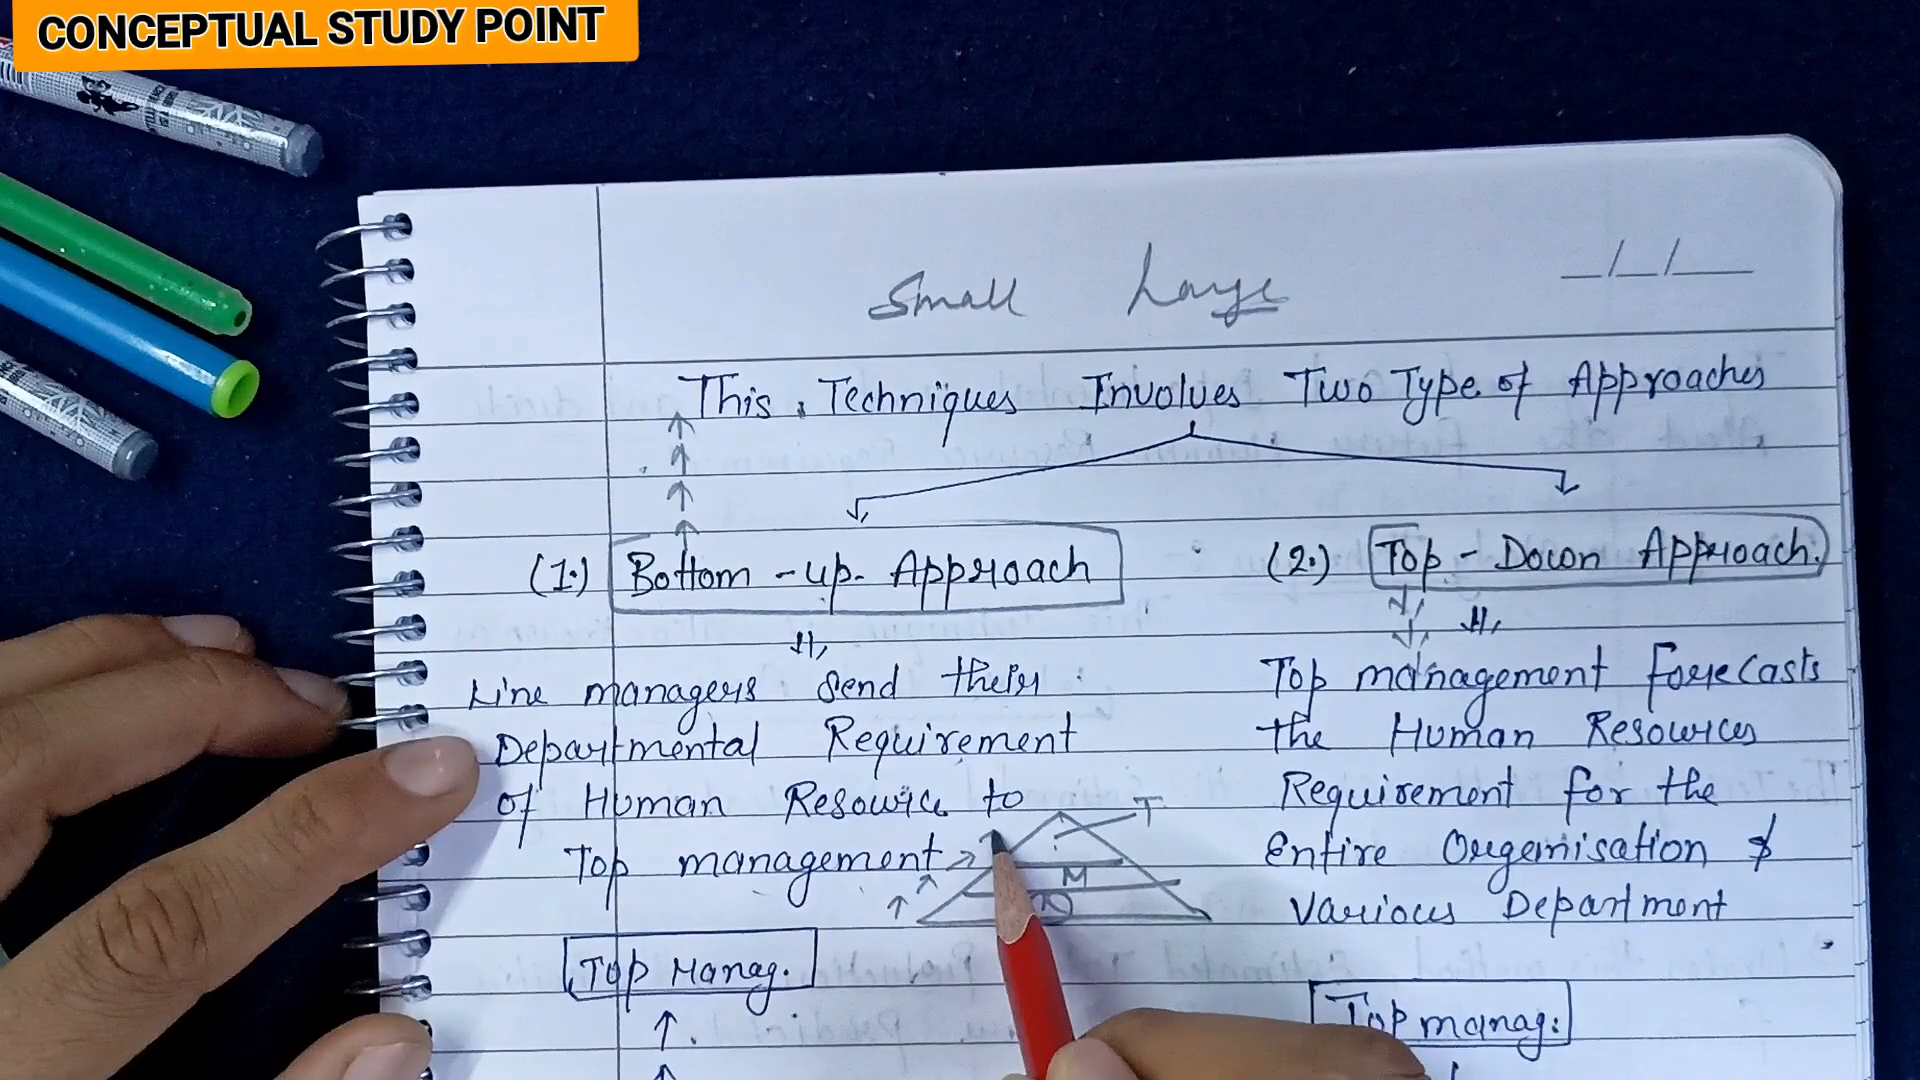 CONCEPTUAL STUDY POINT
Small Large
_/_/__
This Techniques Involves Two Type of Approaches
(1.) Bottom-up-Approach
Line managers send their
Departmental Requirement
of Human Resource to
Top management
T
M
Top Manag.
(2.) Top-Down Approach.
Top management forecasts
the Human Resources
Requirement for the
Entire Organisation &
Various Department
Top manag: